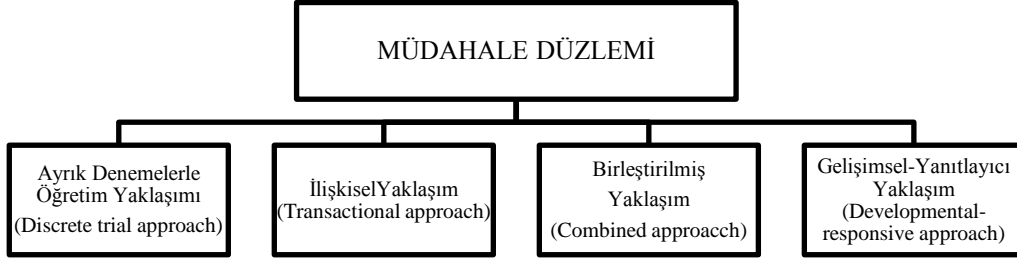 MÜDAHALE DÜZLEMİ
Ayrık Denemelerle
Öğretim Yaklaşımı
(Discrete trial approach)
İlişkiselYaklaşım
(Transactional approach)
Birleştirilmiş
Yaklaşım
(Combined approacch)
Gelişimsel-Yanıtlayıcı
Yaklaşım
(Developmental-
responsive approach)